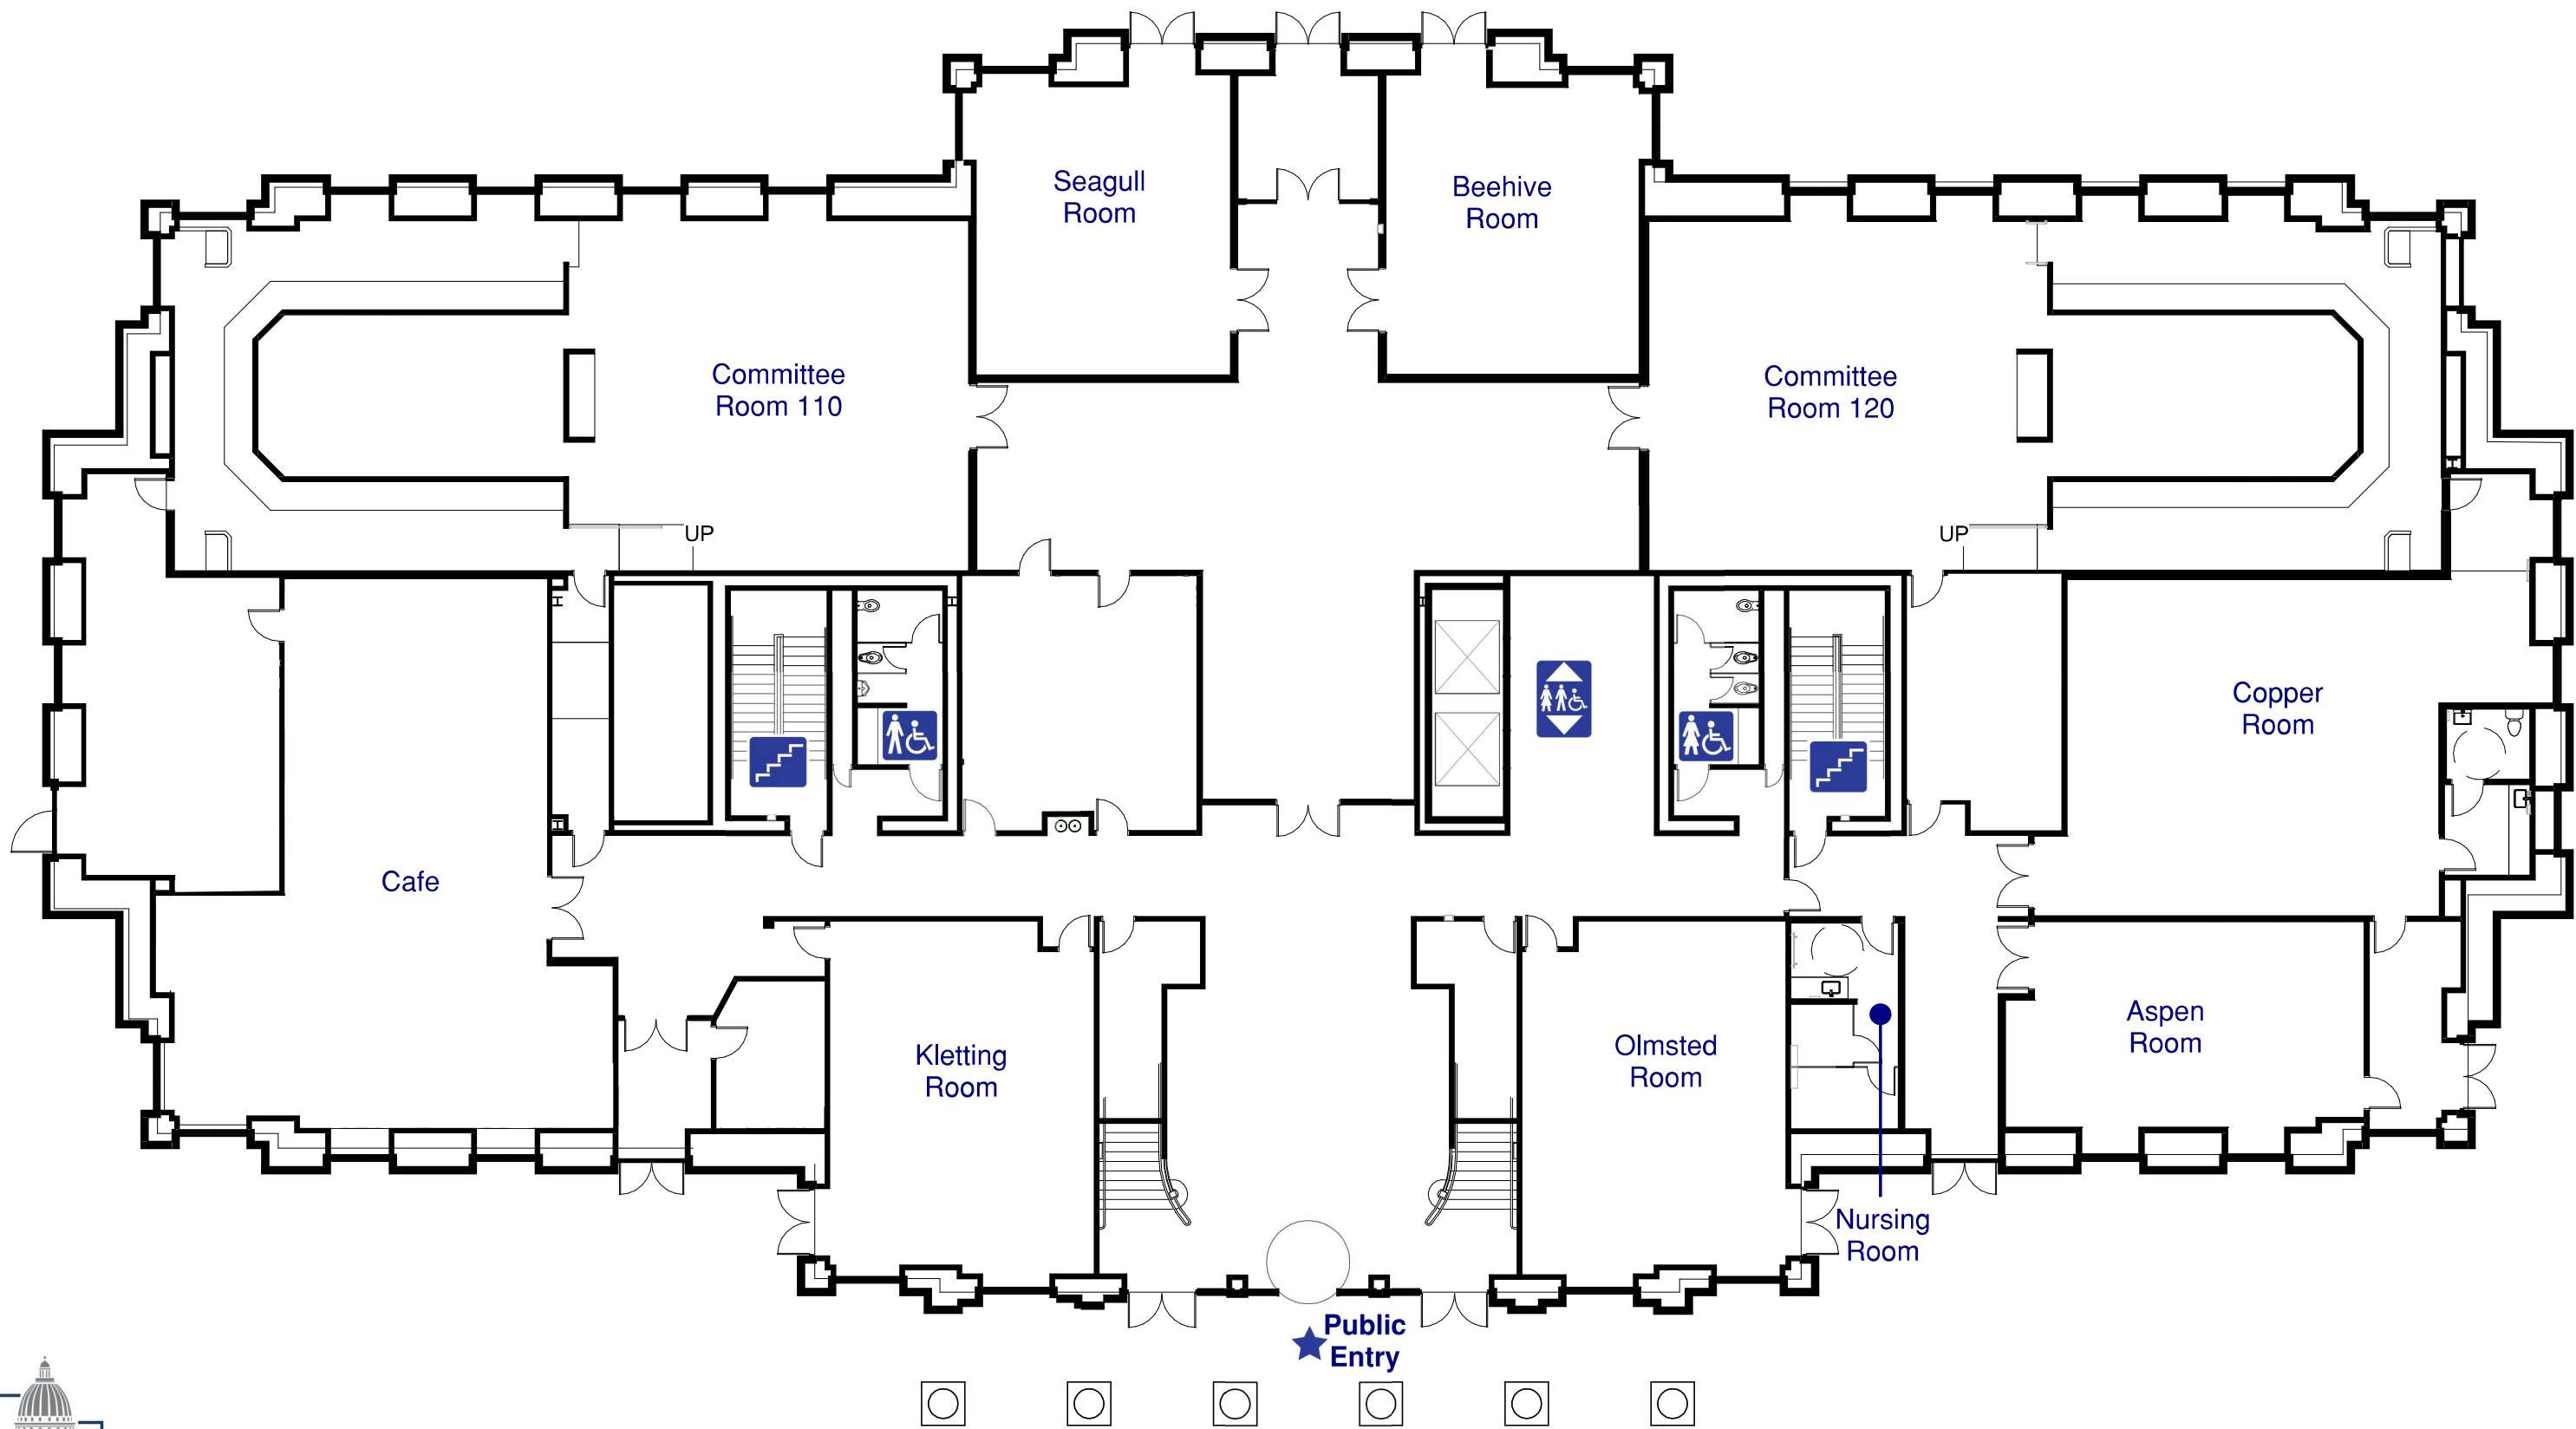 Seagull
Room
Beehive
Room
Committee
Room 110
Committee
Room 120
UP
UP
Copper
Room
Cafe
Aspen
Room
Kletting
Room
Olmsted
Room
Nursing
Room
Public
Entry